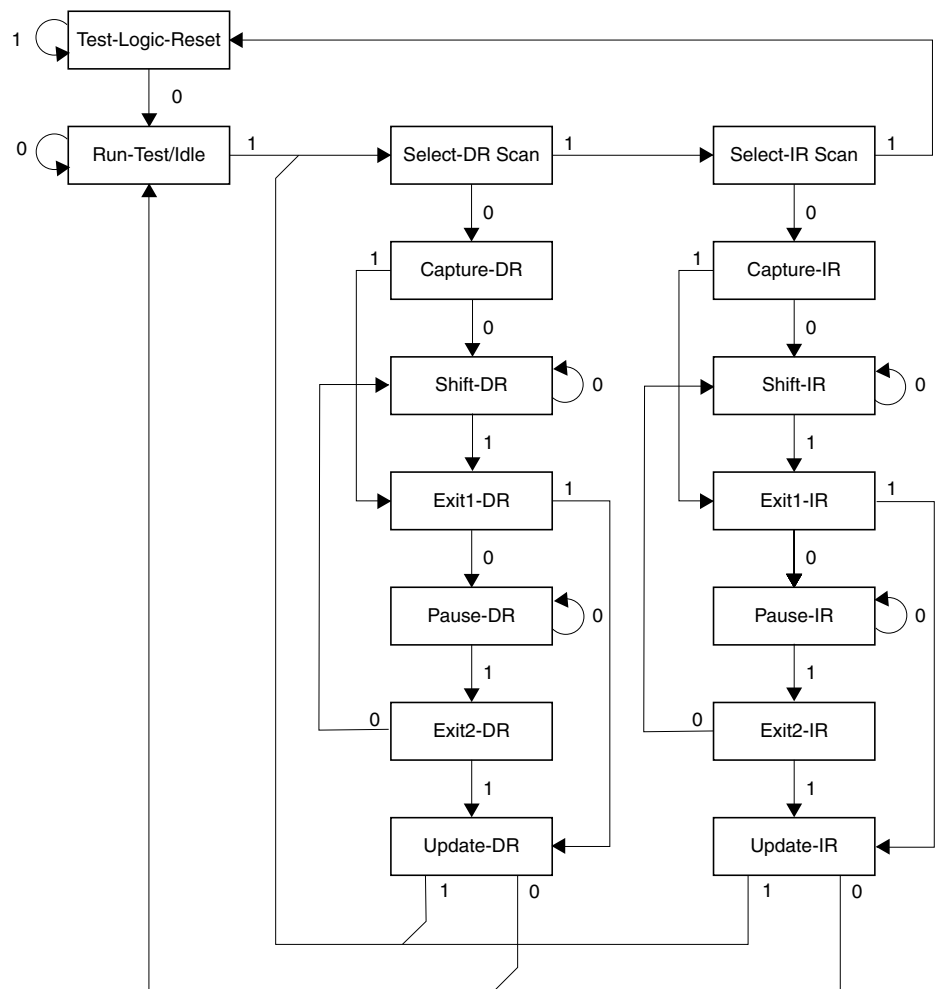 1
Test-Logic-Reset
0
0
Run-Test/Idle
1
Select-DR Scan
1
Select-IR Scan
1
0
0
1
Capture-DR
1
Capture-IR
0
0
Shift-DR
0
Shift-IR
0
1
1
Exit1-DR
1
Exit1-IR
1
0
0
Pause-DR
0
Pause-IR
0
1
1
0
Exit2-DR
0
Exit2-IR
1
1
Update-DR
Update-IR
1
0
1
0